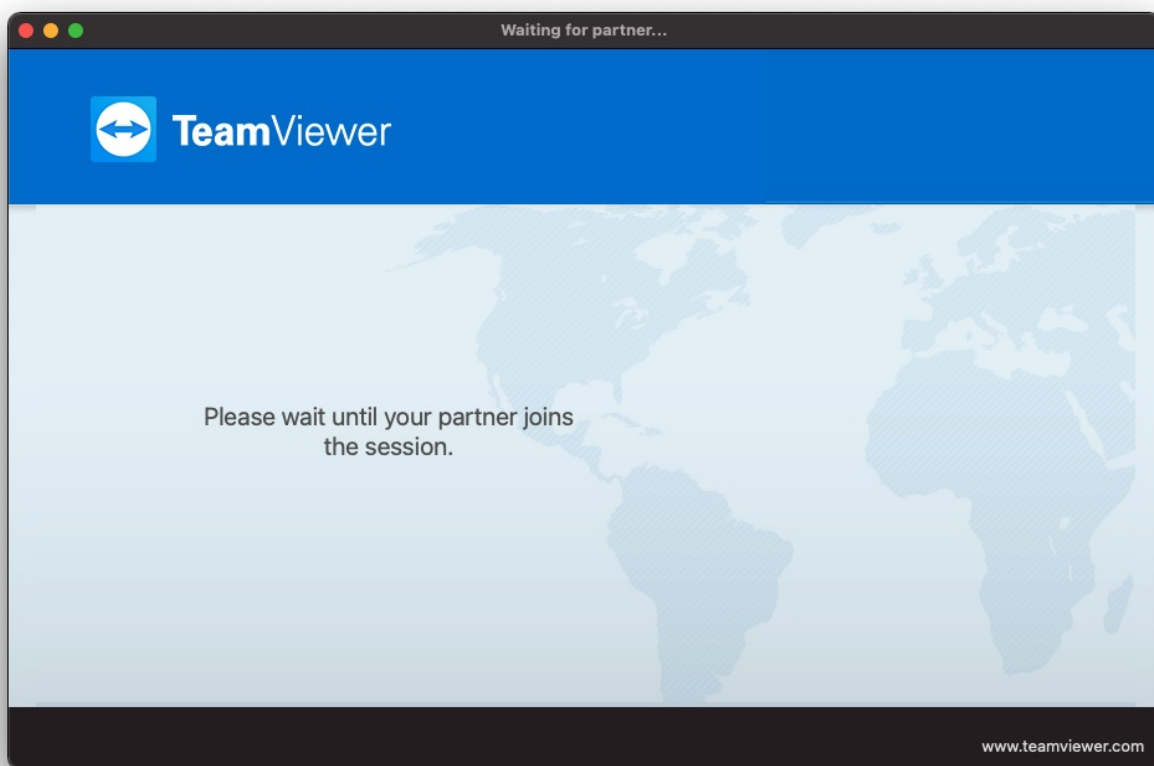 Waiting for partner...
TeamViewer
Please wait until your partner joins
the session.
www.teamviewer.com